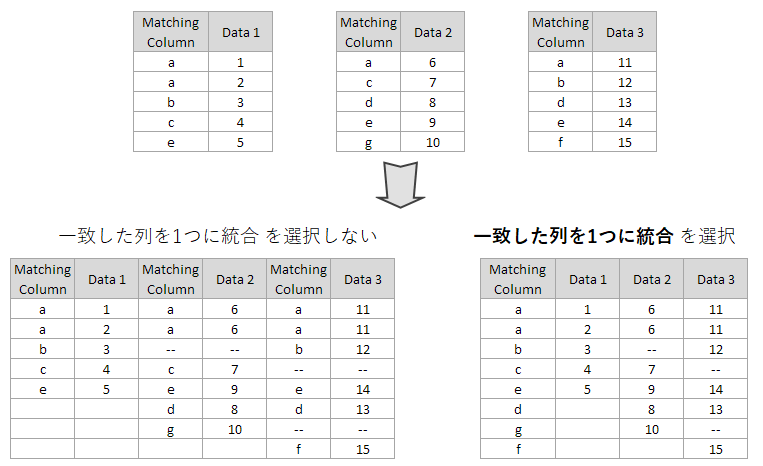 Matching Column Data 1
a 1
a 2
b 3
c 4
e 5
Matching Column Data 2
a 6
c 7
d 8
e 9
g 10
Matching Column Data 3
a 11
b 12
d 13
e 14
f 15
一致した列を1つに統合 を選択しない
Matching Column Data 1 Matching Column Data 2 Matching Column Data 3
a 1 a 6 a 11
a 2 a 6 a 11
b 3 -- -- b 12
c 4 c 7 -- --
e 5 e 9 e 14
d 8 d 13
g 10 -- --
f 15
一致した列を1つに統合 を選択
Matching Column Data 1 Data 2 Data 3
a 1 6 11
a 2 6 11
b 3 -- 12
c 4 7 --
e 5 9 14
d 8 13
g 10 --
f 15